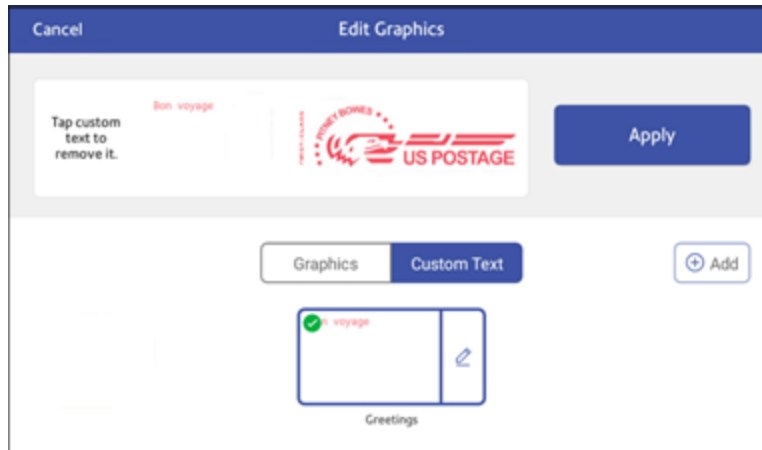 Cancel
Edit Graphics
Tap custom
text to
remove it.
Bon voyage
FIRST-CLASS
PITNEY BOWES
US POSTAGE
Apply
Graphics
Custom Text
Add
on voyage
Greetings